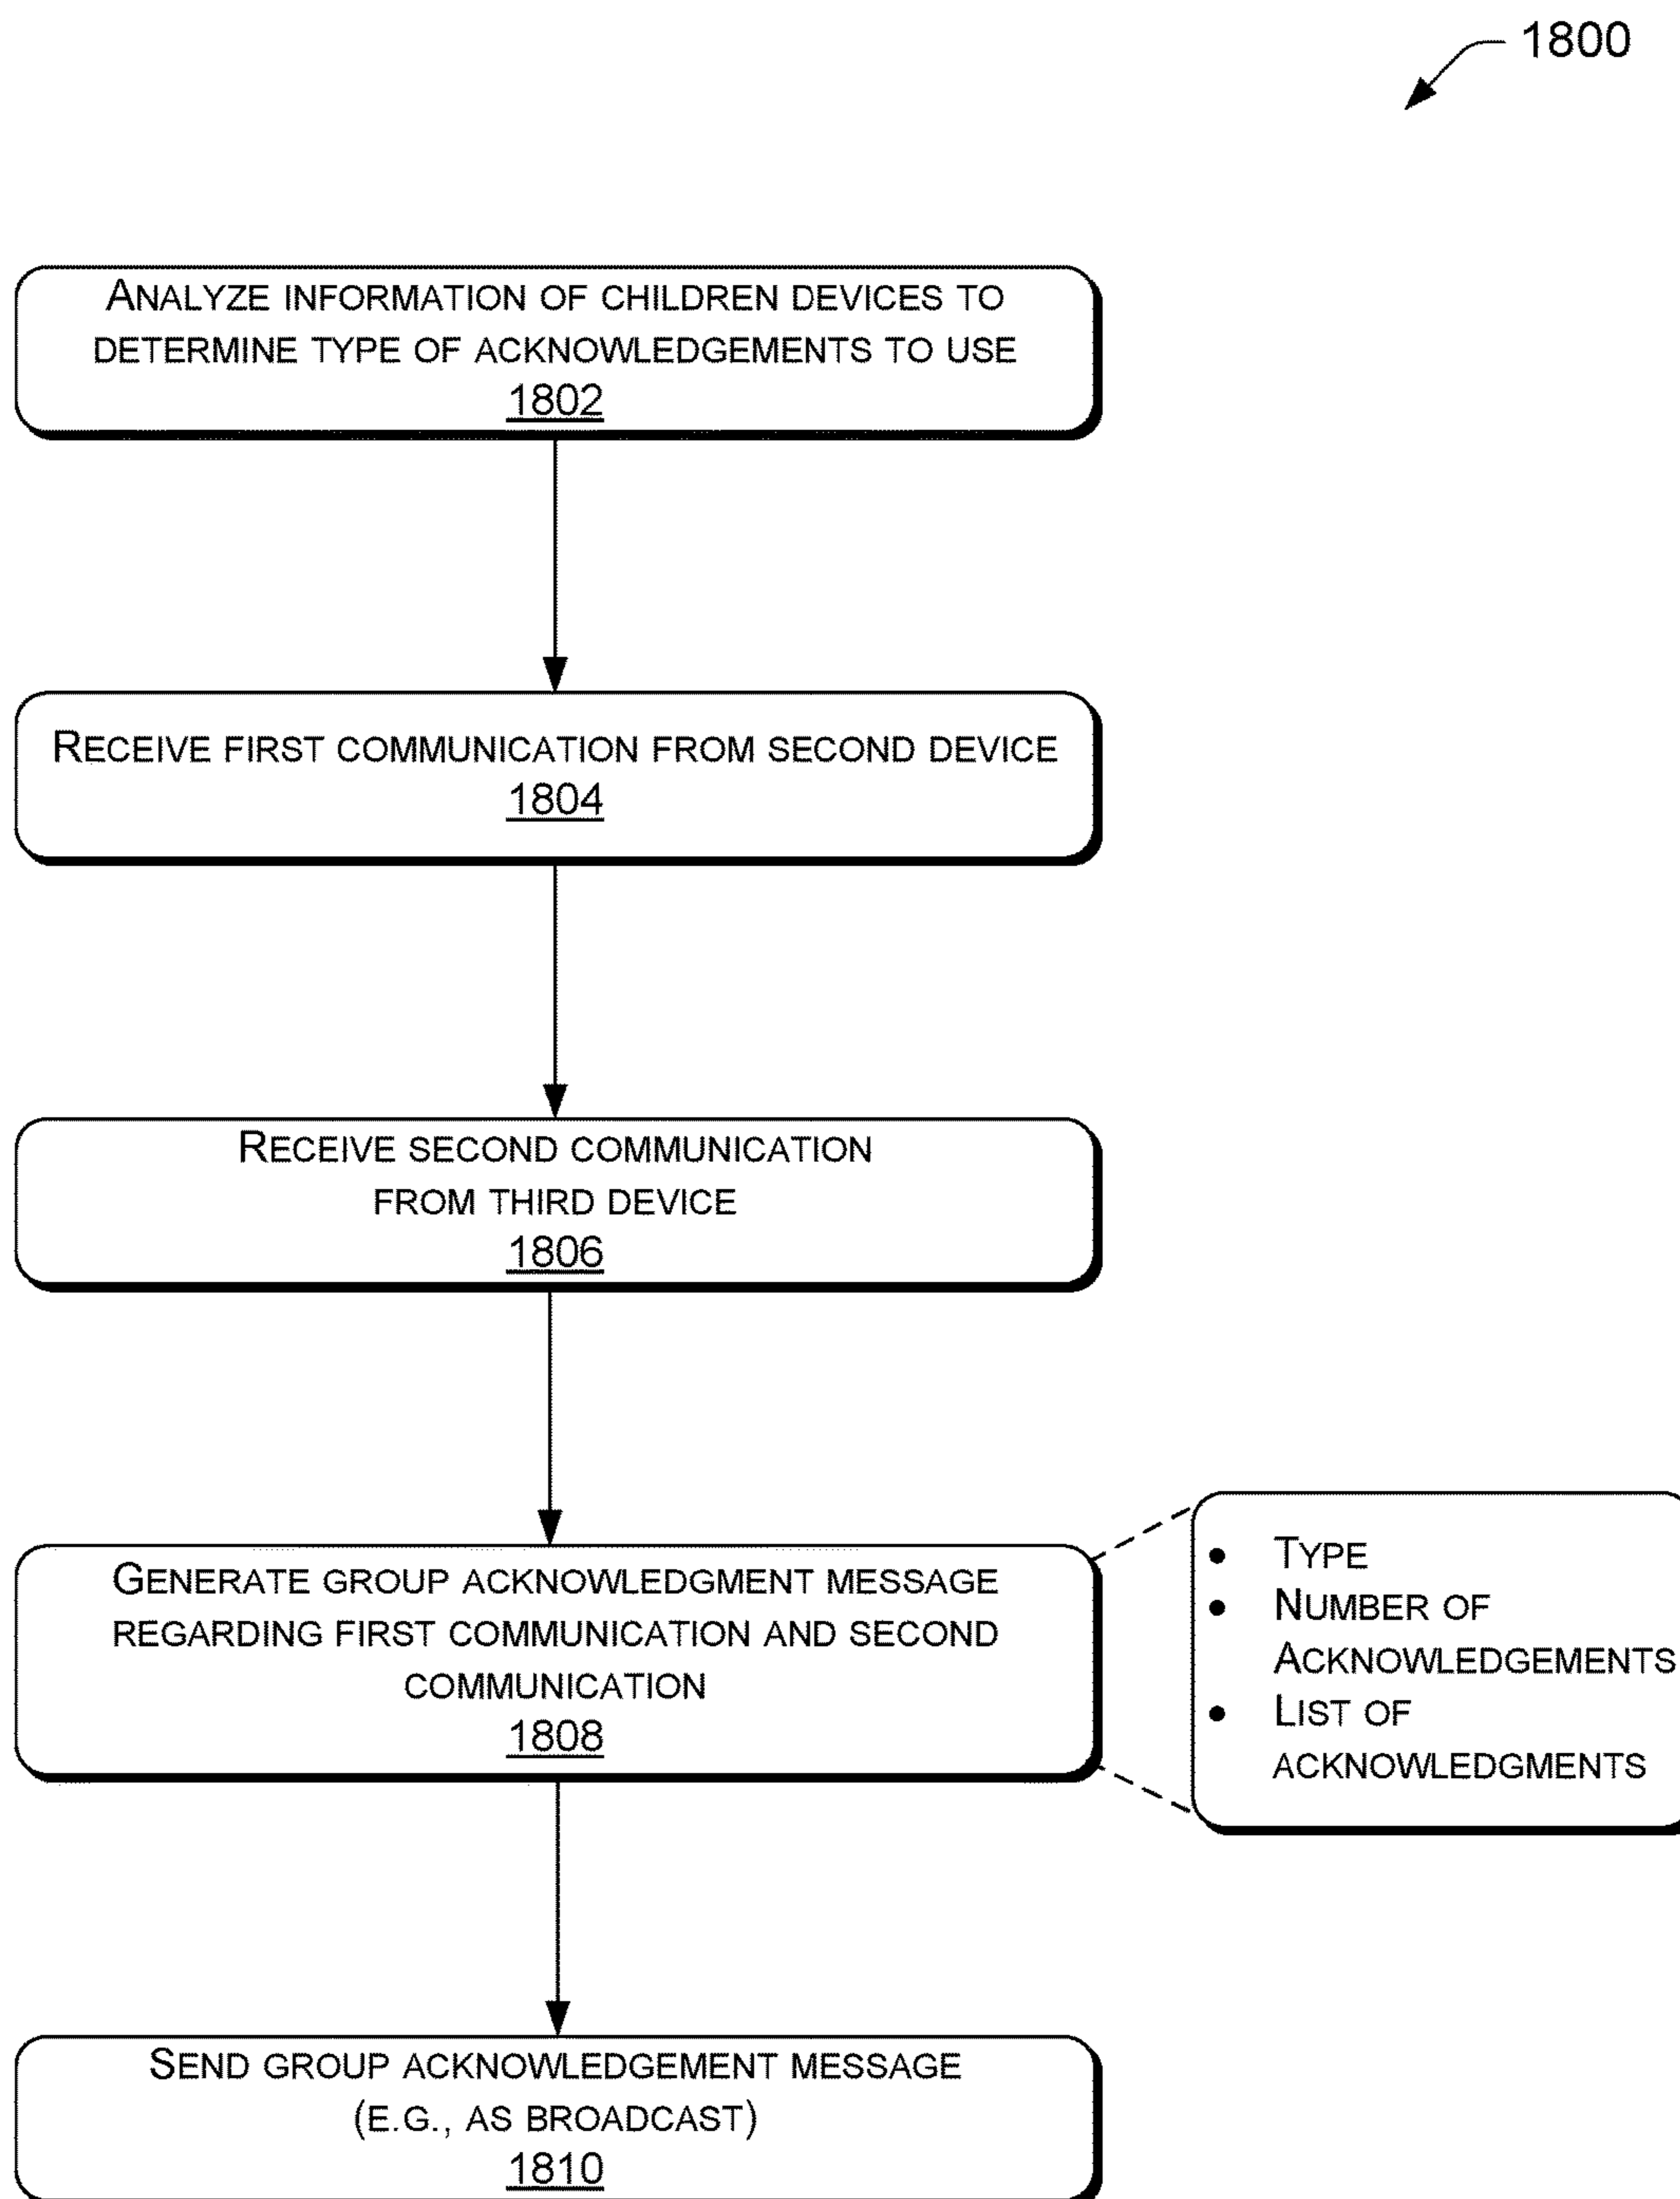 1800
ANALYZE INFORMATION OF CHILDREN DEVICES TO
DETERMINE TYPE OF ACKNOWLEDGEMENTS TO USE
1802
RECEIVE FIRST COMMUNICATION FROM SECOND DEVICE
1804
RECEIVE SECOND COMMUNICATION
FROM THIRD DEVICE
1806
GENERATE GROUP ACKNOWLEDGMENT MESSAGE
REGARDING FIRST COMMUNICATION AND SECOND
COMMUNICATION
1808
• TYPE
• NUMBER OF
ACKNOWLEDGEMENTS
• LIST OF
ACKNOWLEDGMENTS
SEND GROUP ACKNOWLEDGEMENT MESSAGE
(E.G., AS BROADCAST)
1810